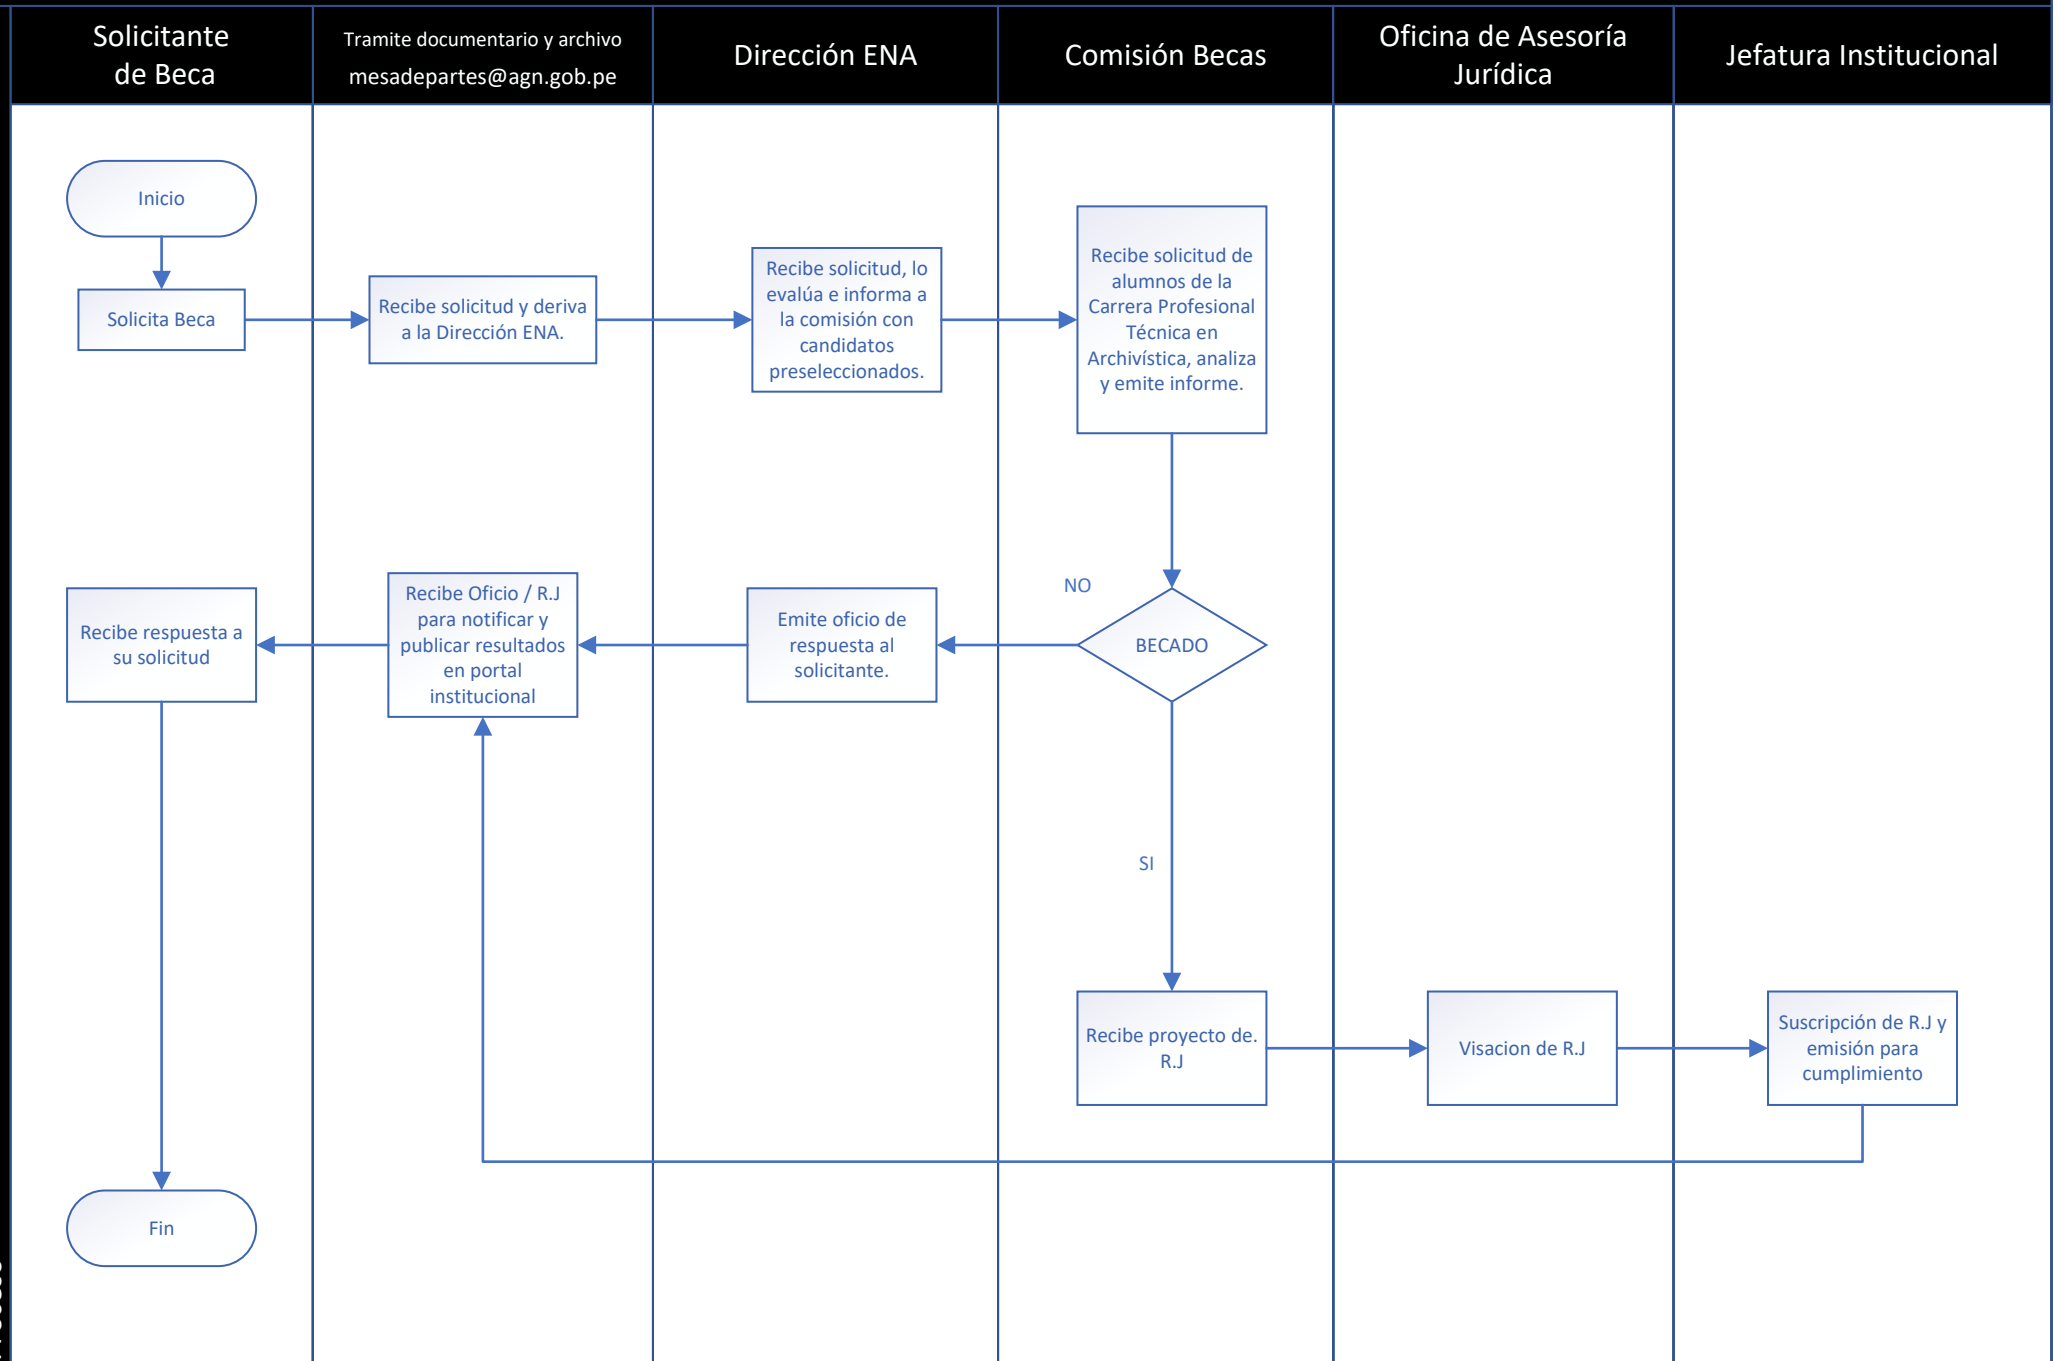 Solicitante
de Beca
Tramite documentario y archivo
mesadepartes@agn.gob.pe
Dirección ENA
Comisión Becas
Oficina de Asesoría
Jurídica
Jefatura Institucional
Inicio
Solicita Beca
Recibe solicitud y deriva
a la Dirección ENA.
Recibe solicitud, lo
evalúa e informa a
la comisión con
candidatos
preseleccionados.
Recibe solicitud de
alumnos de la
Carrera Profesional
Técnica en
Archivística, analiza
y emite informe.
Recibe respuesta a
su solicitud
Recibe Oficio / R.J
para notificar y
publicar resultados
en portal
institucional
Emite oficio de
respuesta al
solicitante.
NO
BECADO
SI
Recibe proyecto de.
R.J
Visacion de R.J
Suscripción de R.J y
emisión para
cumplimiento
Fin